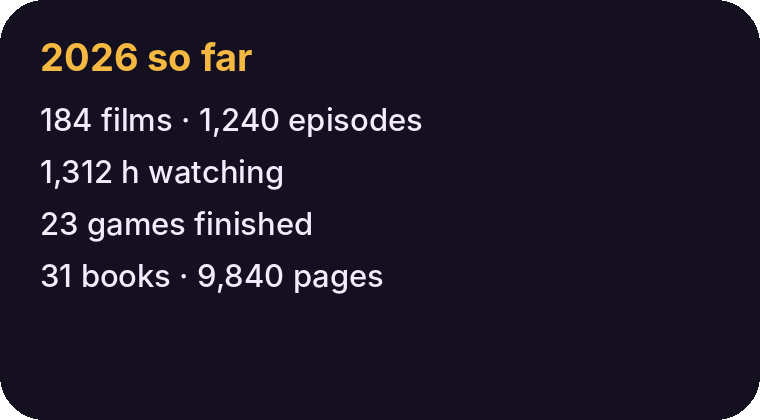 2026 so far
184 films · 1,240 episodes
1,312 h watching
23 games finished
31 books · 9,840 pages